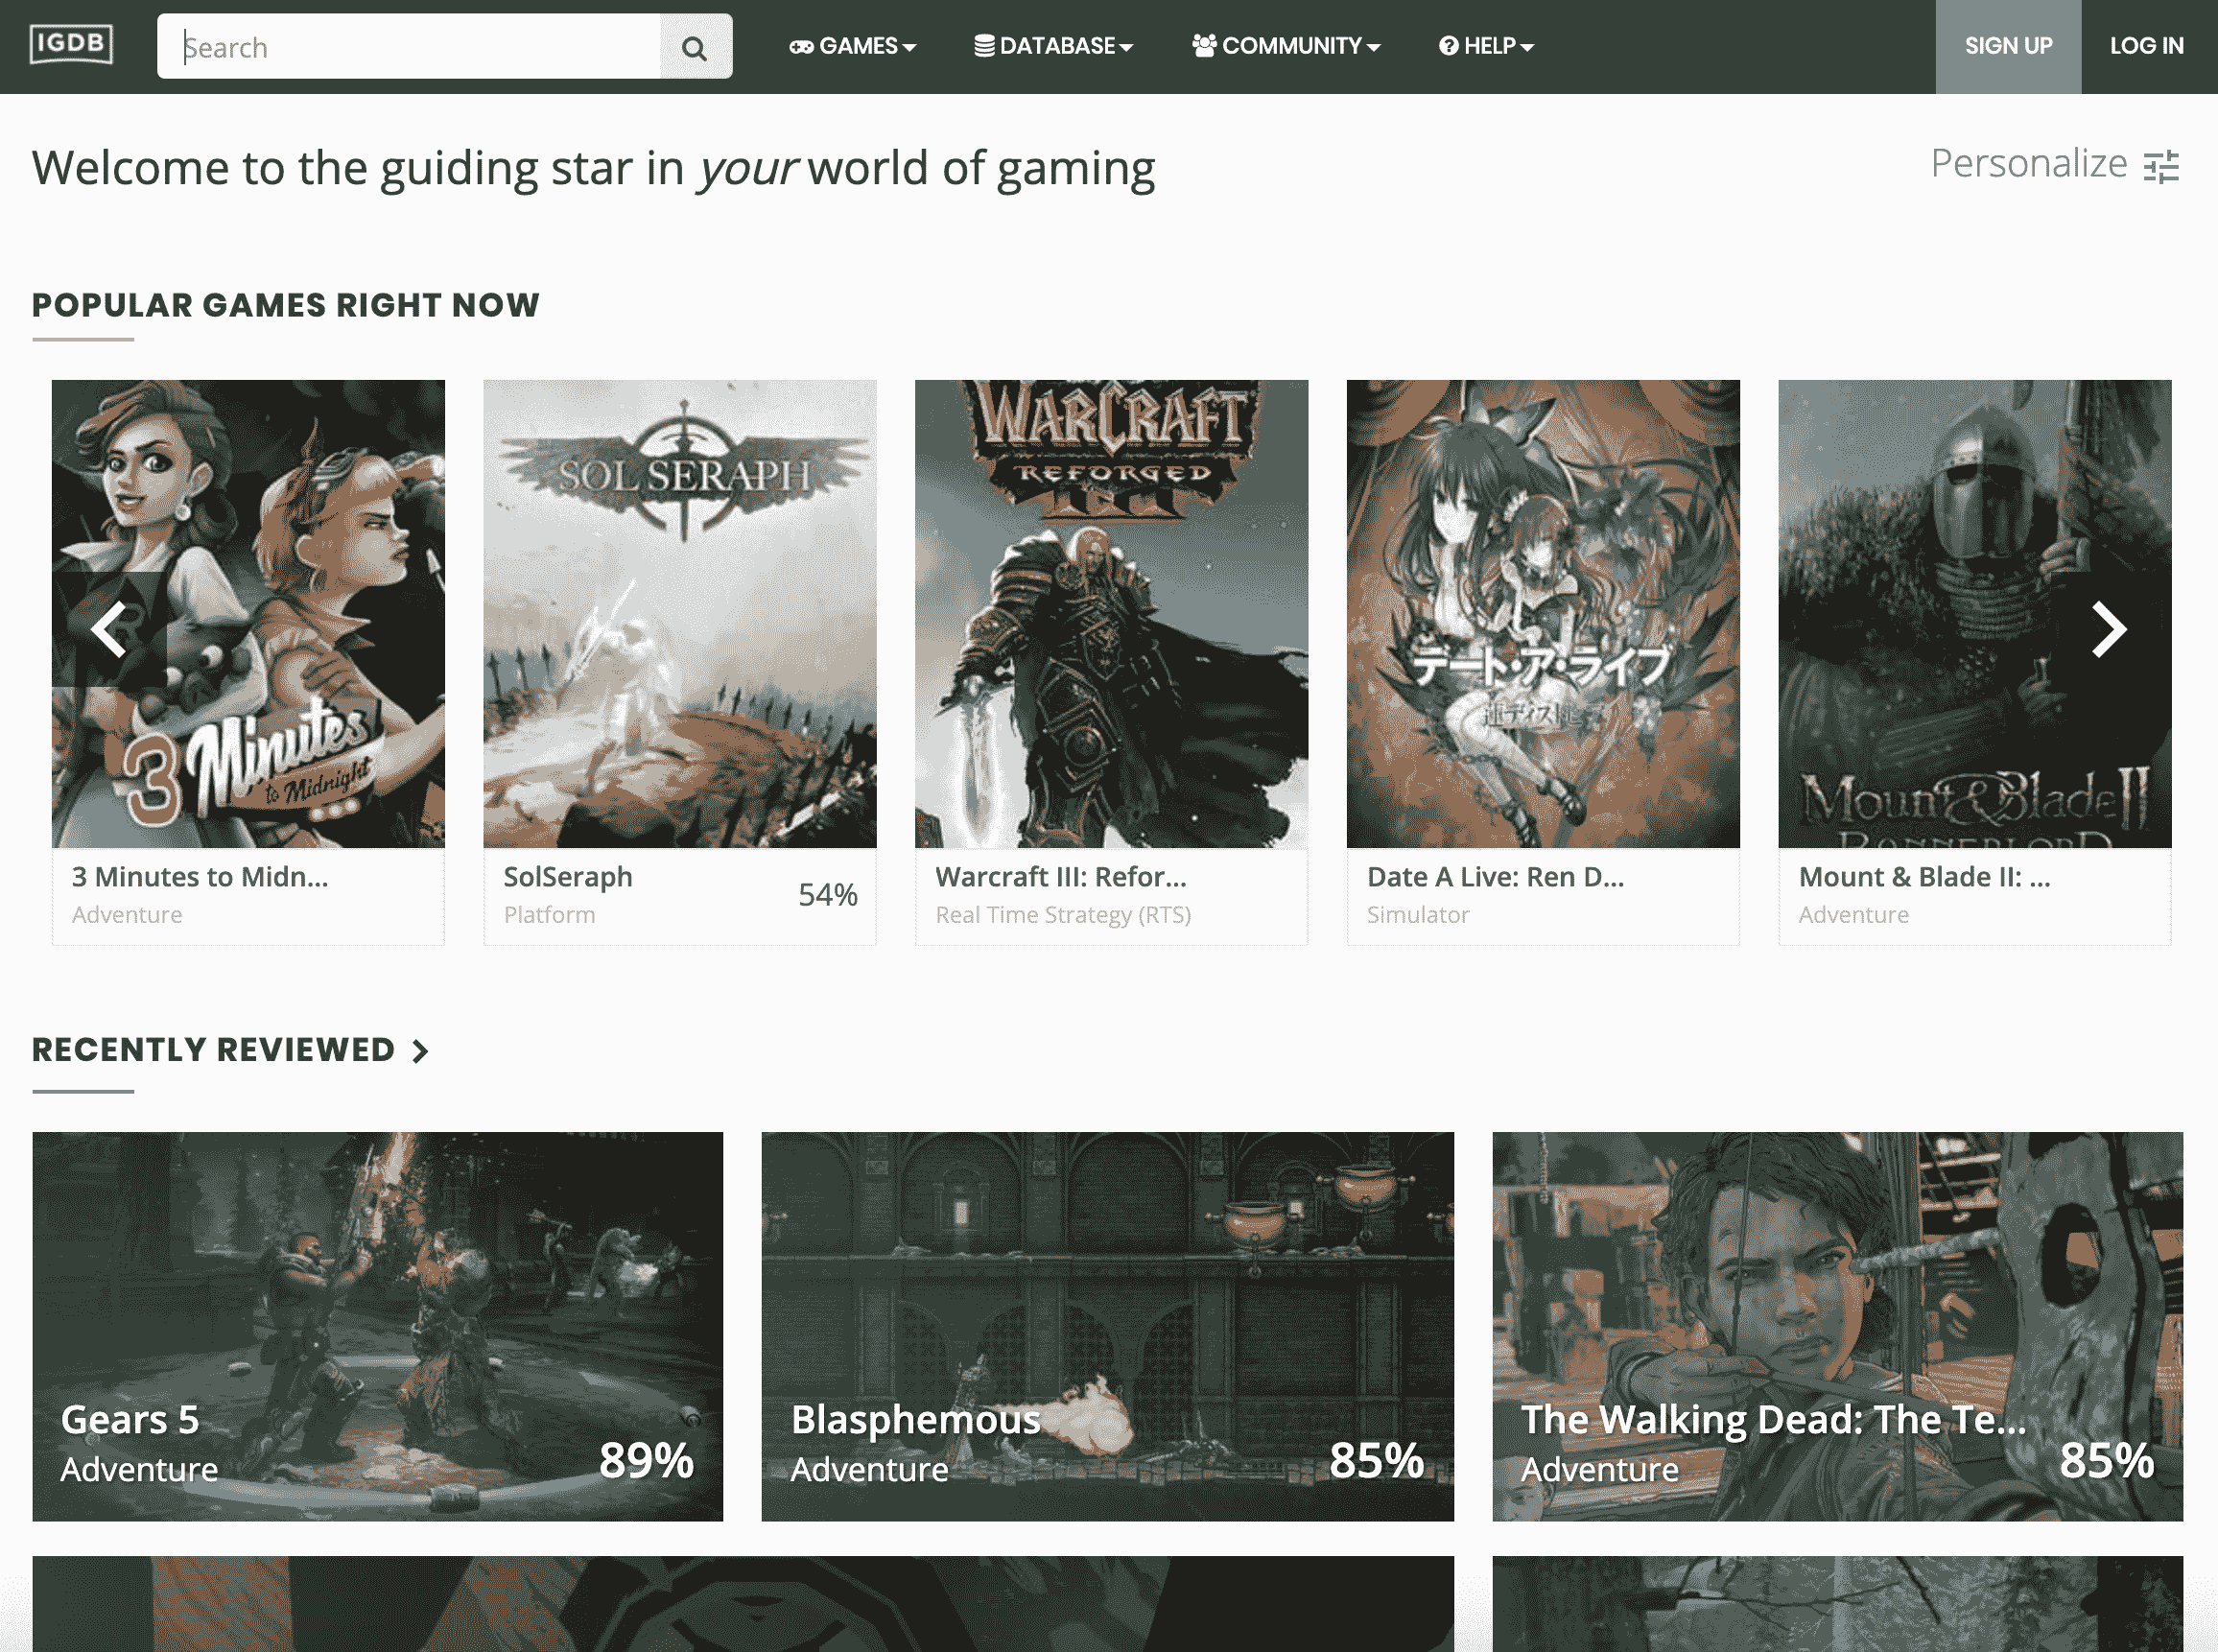 IGDB
Search
GAMES
DATABASE
COMMUNITY
HELP
SIGN UP
LOG IN
Welcome to the guiding star in your world of gaming
Personalize
POPULAR GAMES RIGHT NOW
3 Minutes
to Midnight
SOL SERAPH
WARCRAFT
REFORGED
III
デート・ア・ライブ
Mount & Blade II
BANNERLORD
3 Minutes to Midn...
Adventure
SolSeraph
Platform
54%
Warcraft III: Refor...
Real Time Strategy (RTS)
Date A Live: Ren D...
Simulator
Mount & Blade II: ...
Adventure
RECENTLY REVIEWED
Gears 5
Adventure
89%
Blasphemous
Adventure
85%
The Walking Dead: The Te...
Adventure
85%